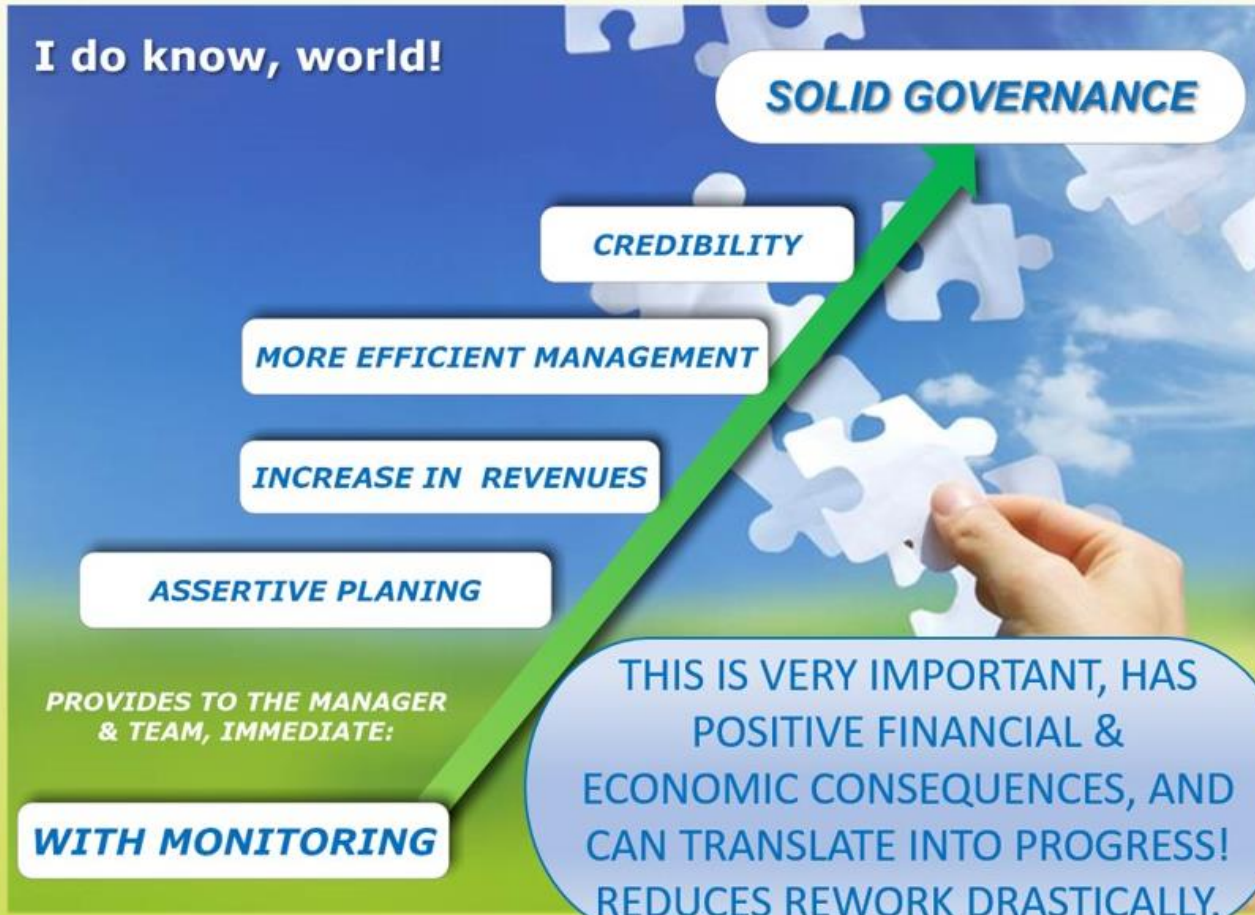 I do know, world!
SOLID GOVERNANCE
CREDIBILITY
MORE EFFICIENT MANAGEMENT
INCREASE IN REVENUES
ASSERTIVE PLANING
PROVIDES TO THE MANAGER
& TEAM, IMMEDIATE:
WITH MONITORING
THIS IS VERY IMPORTANT, HAS
POSITIVE FINANCIAL &
ECONOMIC CONSEQUENCES, AND
CAN TRANSLATE INTO PROGRESS!
REDUCES REWORK DRASTICALLY.